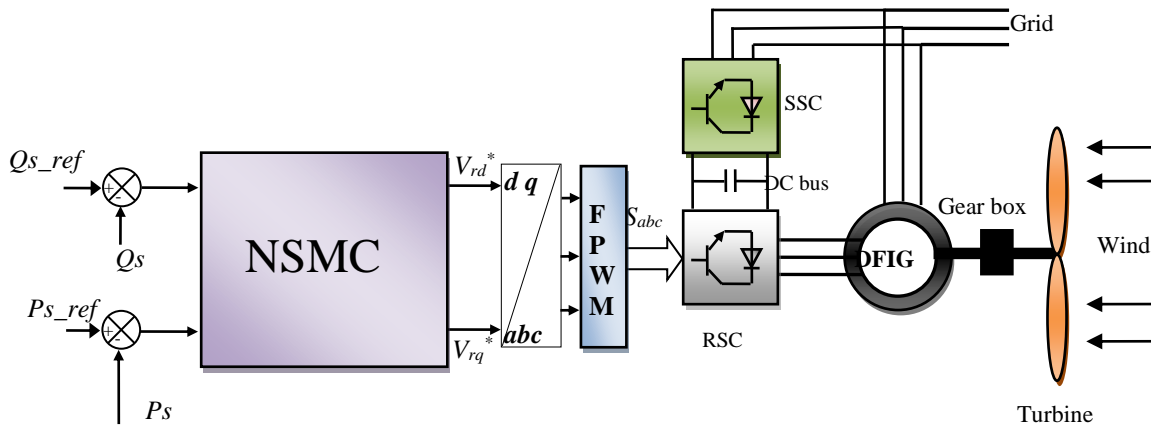 Grid
SSC
Qs_ref
+
-
Qs
NSMC
Vrd*
d q
abc
Vrq*
F
P
W
M
Sabc
DC bus
RSC
DFIG
Gear box
Wind
Turbine
Ps_ref
+
-
Ps